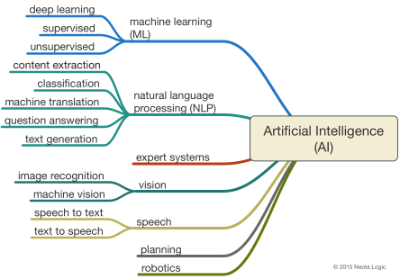 deep learning
supervised
unsupervised
machine learning
(ML)
content extraction
classification
machine translation
question answering
text generation
natural language
processing (NLP)
expert systems
image recognition
machine vision
vision
speech to text
text to speech
speech
planning
robotics
Artificial Intelligence
(AI)
© 2015 Neota Logic